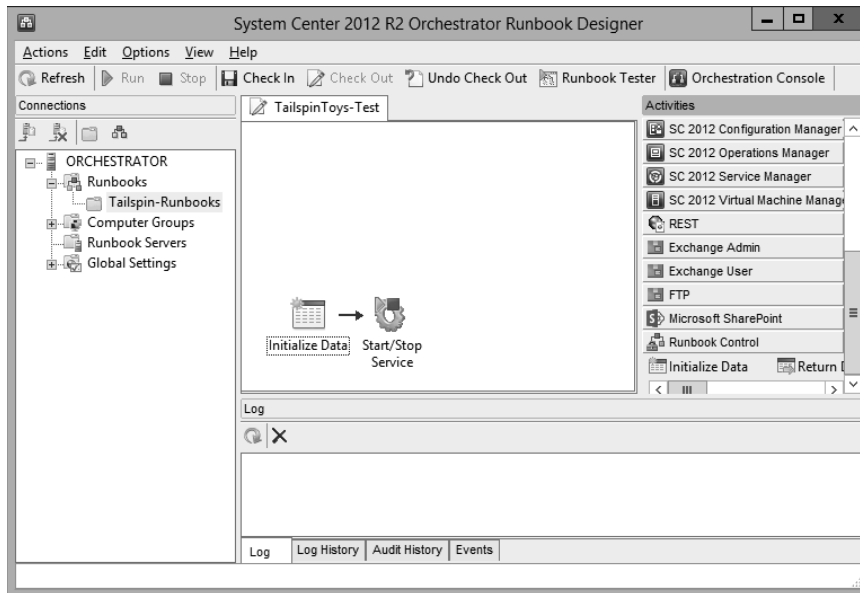 System Center 2012 R2 Orchestrator Runbook Designer
Actions Edit Options View Help
Refresh Run Stop Check In Check Out Undo Check Out Runbook Tester Orchestration Console
Connections
ORCHESTRATOR
Runbooks
Tailspin-Runbooks
Computer Groups
Runbook Servers
Global Settings
TailspinToys-Test
Initialize Data
Start/Stop
Service
Activities
SC 2012 Configuration Manager
SC 2012 Operations Manager
SC 2012 Service Manager
SC 2012 Virtual Machine Manag
REST
Exchange Admin
Exchange User
FTP
Microsoft SharePoint
Runbook Control
Initialize Data Return D
Log
Log Log History Audit History Events